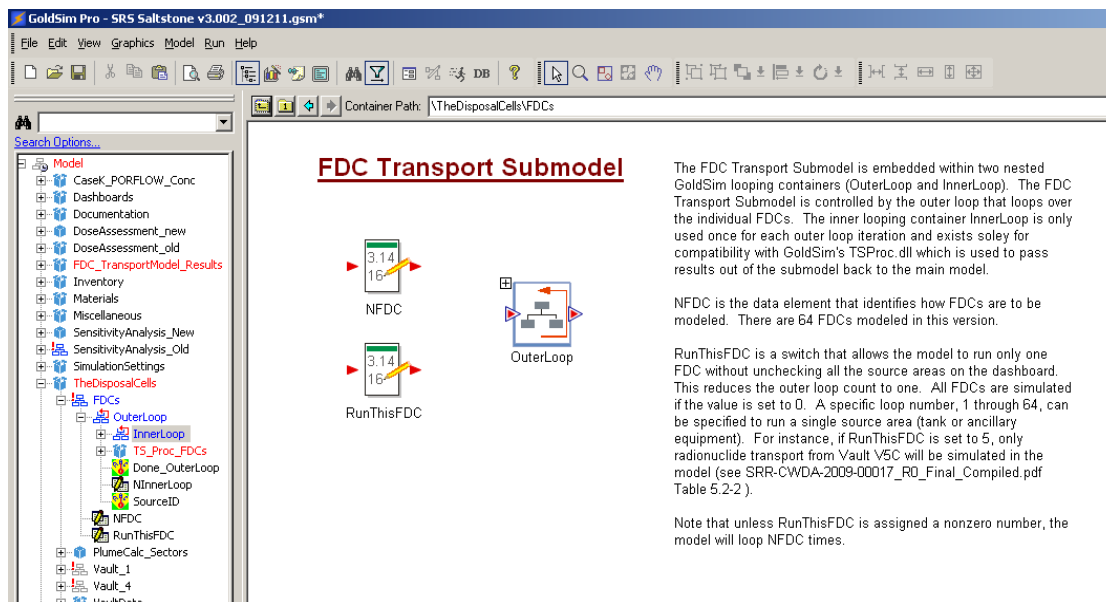 GoldSim Pro - SRS Saltstone v3.002_091211.gsm*
File Edit View Graphics Model Run Help
DB
Container Path: \TheDisposalCells\FDCs
Search Options...
Model
CaseK_PORFLOW_Conc
Dashboards
Documentation
DoseAssessment_new
DoseAssessment_old
FDC_TransportModel_Results
Inventory
Materials
Miscellaneous
SensitivityAnalysis_New
SensitivityAnalysis_Old
SimulationSettings
TheDisposalCells
FDCs
OuterLoop
InnerLoop
TS_Proc_FDCs
Done_OuterLoop
NInnerLoop
SourceID
NFDC
RunThisFDC
PlumeCalc_Sectors
Vault_1
Vault_4
VaultData
FDC Transport Submodel
3.14
16
NFDC
3.14
16
RunThisFDC
OuterLoop
The FDC Transport Submodel is embedded within two nested
GoldSim looping containers (OuterLoop and InnerLoop). The FDC
Transport Submodel is controlled by the outer loop that loops over
the individual FDCs. The inner looping container InnerLoop is only
used once for each outer loop iteration and exists soley for
compatibility with GoldSim's TSProc.dll which is used to pass
results out of the submodel back to the main model.
NFDC is the data element that identifies how FDCs are to be
modeled. There are 64 FDCs modeled in this version.
RunThisFDC is a switch that allows the model to run only one
FDC without unchecking all the source areas on the dashboard.
This reduces the outer loop count to one. All FDCs are simulated
if the value is set to 0. A specific loop number, 1 through 64, can
be specified to run a single source area (tank or ancillary
equipment). For instance, if RunThisFDC is set to 5, only
radionuclide transport from Vault V5C will be simulated in the
model (see SRR-CWDA-2009-00017_R0_Final_Compiled.pdf
Table 5.2-2 ).
Note that unless RunThisFDC is assigned a nonzero number, the
model will loop NFDC times.